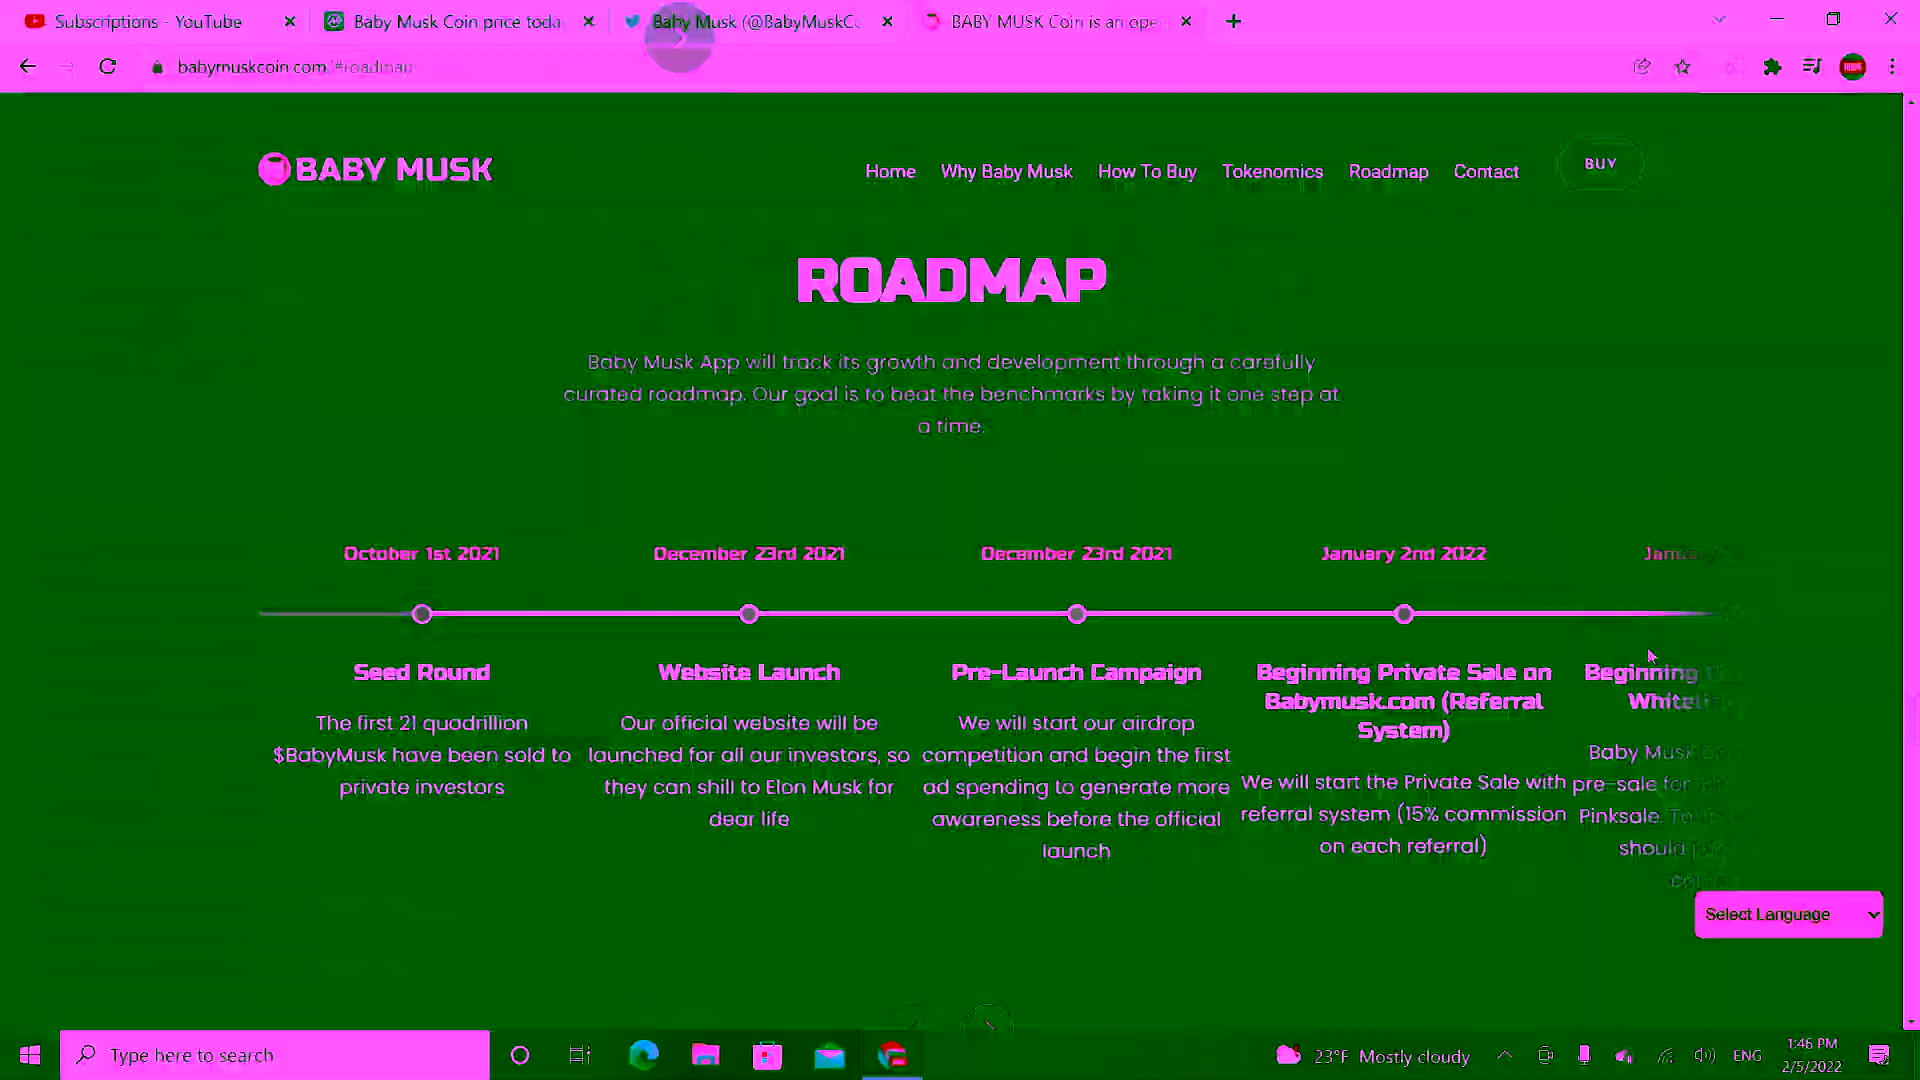 Subscriptions - YouTube
Baby Musk Coin price toda
Baby Musk (@BabyMuskCo
BABY MUSK Coin is an ope
babymuskcoin.com/#roadmap
BABY MUSK
Home Why Baby Musk How To Buy Tokenomics Roadmap Contact BUY
ROADMAP
Baby Musk App will track its growth and development through a carefully
curated roadmap. Our goal is to beat the benchmarks by taking it one step at
a time.
October 1st 2021
Seed Round
The first 21 quadrillion
$BabyMusk have been sold to
private investors
December 23rd 2021
Website Launch
Our official website will be
launched for all our investors, so
they can shill to Elon Musk for
dear life
December 23rd 2021
Pre-Launch Campaign
We will start our airdrop
competition and begin the first
ad spending to generate more
awareness before the official
launch
January 2nd 2022
Beginning Private Sale on
Babymusk.com (Referral
System)
We will start the Private Sale with
referral system (15% commission
on each referral)
January
Beginning
Baby Musk
pre-sale for
Pinksale.
should
Select Language
Type here to search
23°F Mostly cloudy
ENG
1:46 PM
2/5/2022